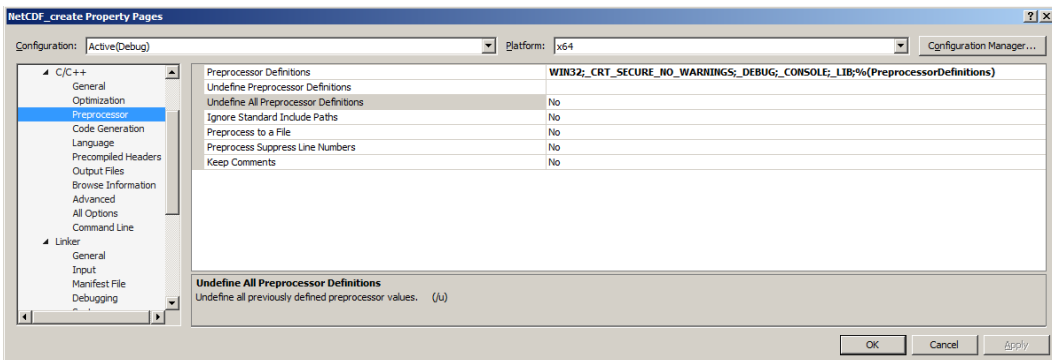 NetCDF_create Property Pages
Configuration: Active(Debug) Platform: x64 Configuration Manager...
C/C++
General
Optimization
Preprocessor
Code Generation
Language
Precompiled Headers
Output Files
Browse Information
Advanced
All Options
Command Line
Linker
General
Input
Manifest File
Debugging
Preprocessor Definitions WIN32;_CRT_SECURE_NO_WARNINGS;_DEBUG;_CONSOLE;_LIB;%(PreprocessorDefinitions)
Undefine Preprocessor Definitions
Undefine All Preprocessor Definitions No
Ignore Standard Include Paths No
Preprocess to a File No
Preprocess Suppress Line Numbers No
Keep Comments No
Undefine All Preprocessor Definitions
Undefine all previously defined preprocessor values. (/u)
OK Cancel Apply